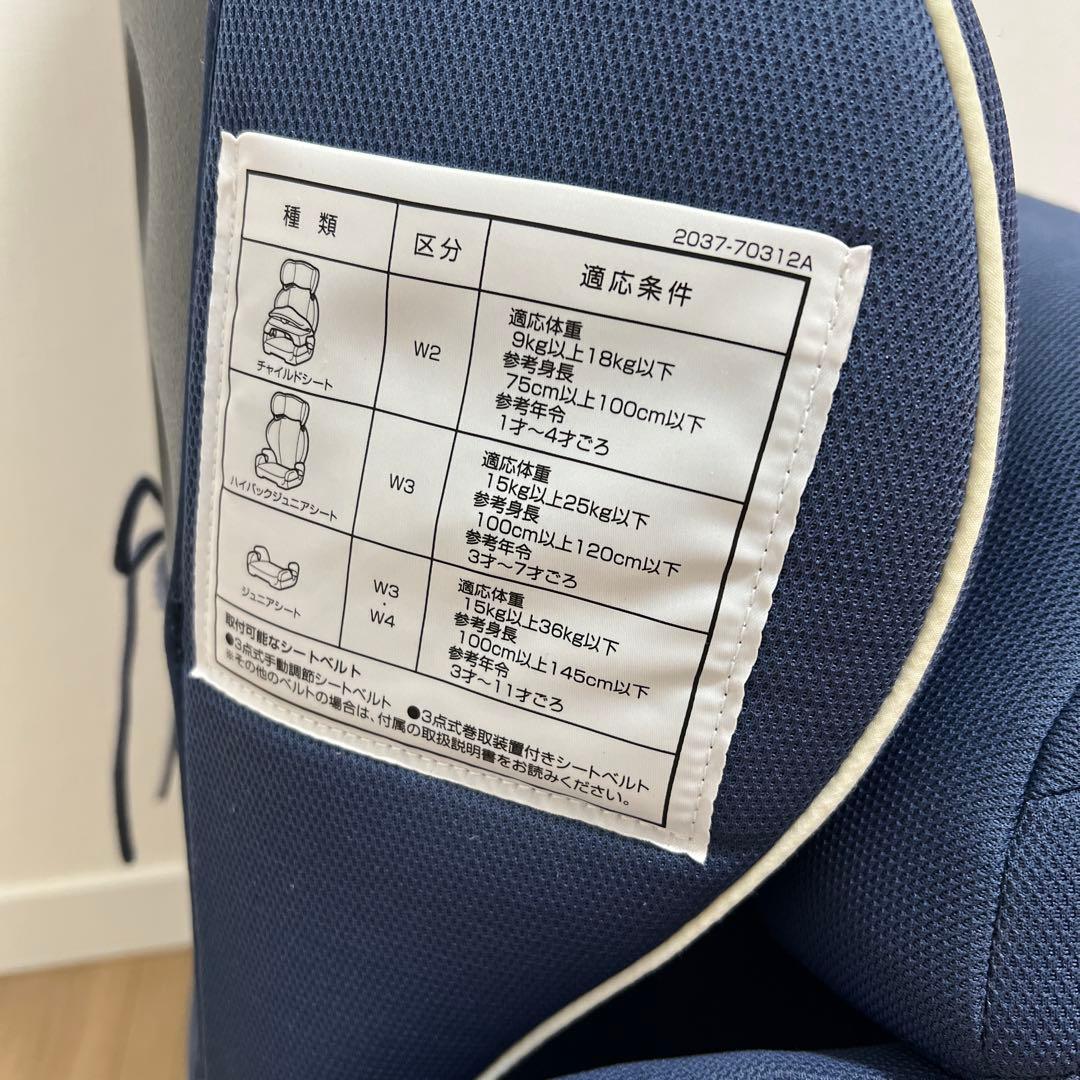 2037-70312A
種類
区分
適応条件
チャイルドシート
W2
適応体重
9kg以上18kg以下
参考身長
75cm以上100cm以下
参考年令
1才～4才ごろ
ハイバックジュニアシート
W3
適応体重
15kg以上25kg以下
参考身長
100cm以上120cm以下
参考年令
3才～7才ごろ
ジュニアシート
W3
・
W4
適応体重
15kg以上36kg以下
参考身長
100cm以上145cm以下
参考年令
3才～11才ごろ
取付可能なシートベルト
●3点式手動調節シートベルト ●3点式巻取装置付きシートベルト
※その他のベルトの場合は、付属の取扱説明書をお読みください。